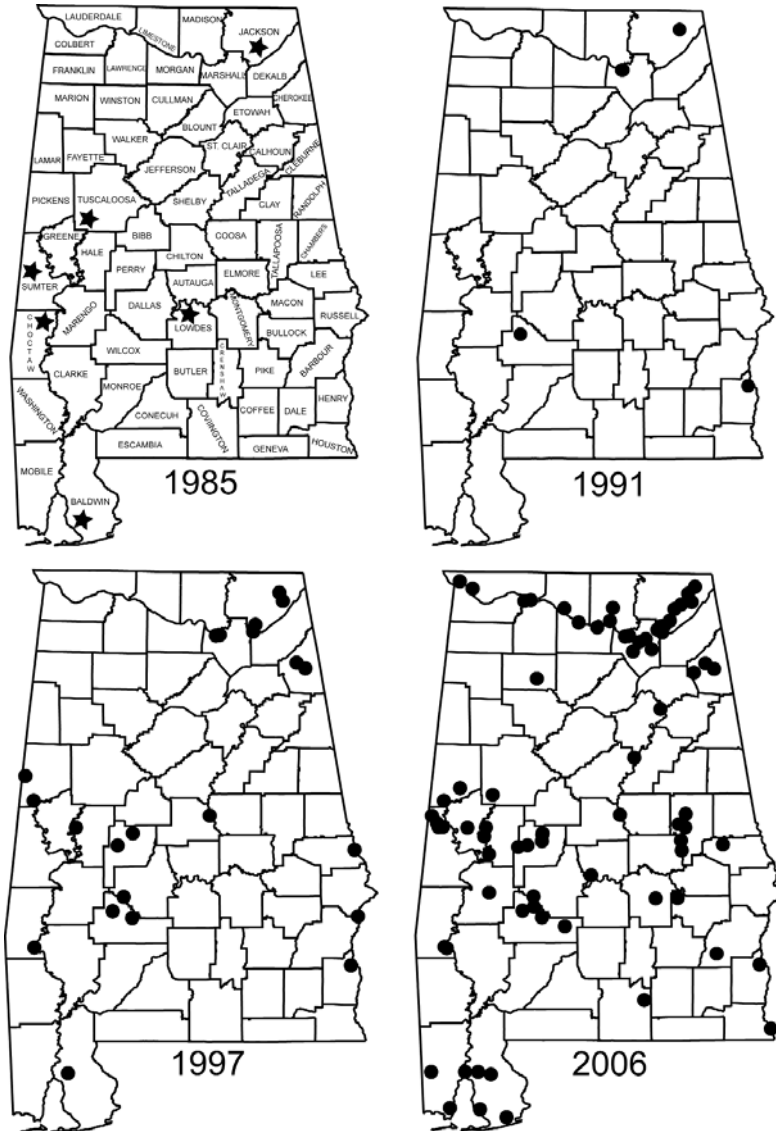 LAUDERDALE
MADISON
LIMESTONE
JACKSON
COLBERT
FRANKLIN
LAWRENCE
MORGAN
MARSHALL
DEKALB
MARION
WINSTON
CULLMAN
CHEROKEE
ETOWAH
BLOUNT
WALKER
ST. CLAIR
CALHOUN
CLEBURNE
LAMAR
FAYETTE
JEFFERSON
TALLADEGA
RANDOLPH
PICKENS
TUSCALOOSA
SHELBY
CLAY
GREENE
BIBB
COOSA
TALLAPOOSA
CHAMBERS
HALE
CHILTON
PERRY
ELMORE
LEE
SUMTER
AUTAUGA
MARENGO
DALLAS
MACON
MONTGOMERY
RUSSELL
CHOCTAW
LOWDES
BULLOCK
WILCOX
CRENSHAW
BARBOUR
CLARKE
BUTLER
PIKE
MONROE
WASHINGTON
HENRY
CONECUH
COVIINGTON
COFFEE
DALE
ESCAMBIA
GENEVA
HOUSTON
MOBILE
BALDWIN
1985
1991
1997
2006